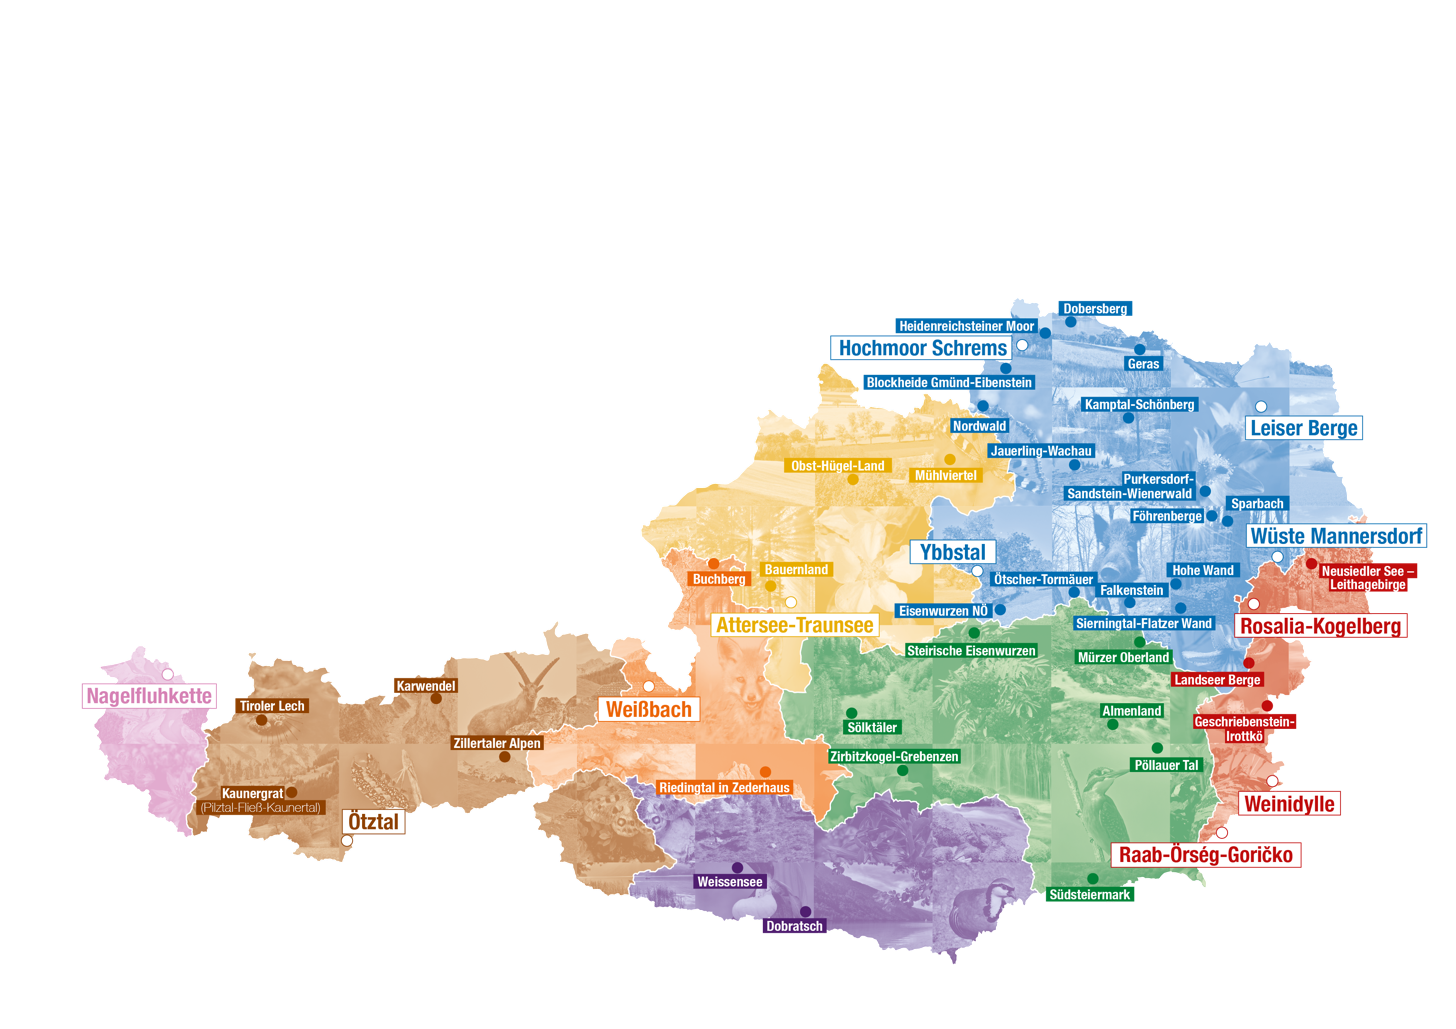 Dobersberg
Heidenreichsteiner Moor
Hochmoor Schrems
Geras
Blockheide Gmünd-Eibenstein
Kamptal-Schönberg
Nordwald
Leiser Berge
Jauerling-Wachau
Obst-Hügel-Land
Mühlviertel
Purkersdorf-
Sandstein-Wienerwald
Sparbach
Föhrenberge
Wüste Mannersdorf
Ybbstal
Bauernland
Buchberg
Ötscher-Tormäuer
Hohe Wand
Neusiedler See –
Leithagebirge
Falkenstein
Eisenwurzen NÖ
Attersee-Traunsee
Sierningtal-Flatzer Wand
Rosalia-Kogelberg
Steirische Eisenwurzen
Mürzer Oberland
Landseer Berge
Nagelfluhkette
Karwendel
Tiroler Lech
Weißbach
Almenland
Sölktäler
Geschriebenstein-
Irottkö
Zillertaler Alpen
Zirbitzkogel-Grebenzen
Pöllauer Tal
Riedingtal in Zederhaus
Kaunergrat
(Pilztal-Fließ-Kaunertal)
Weinidylle
Ötztal
Raab-Örség-Goričko
Weissensee
Südsteiermark
Dobratsch